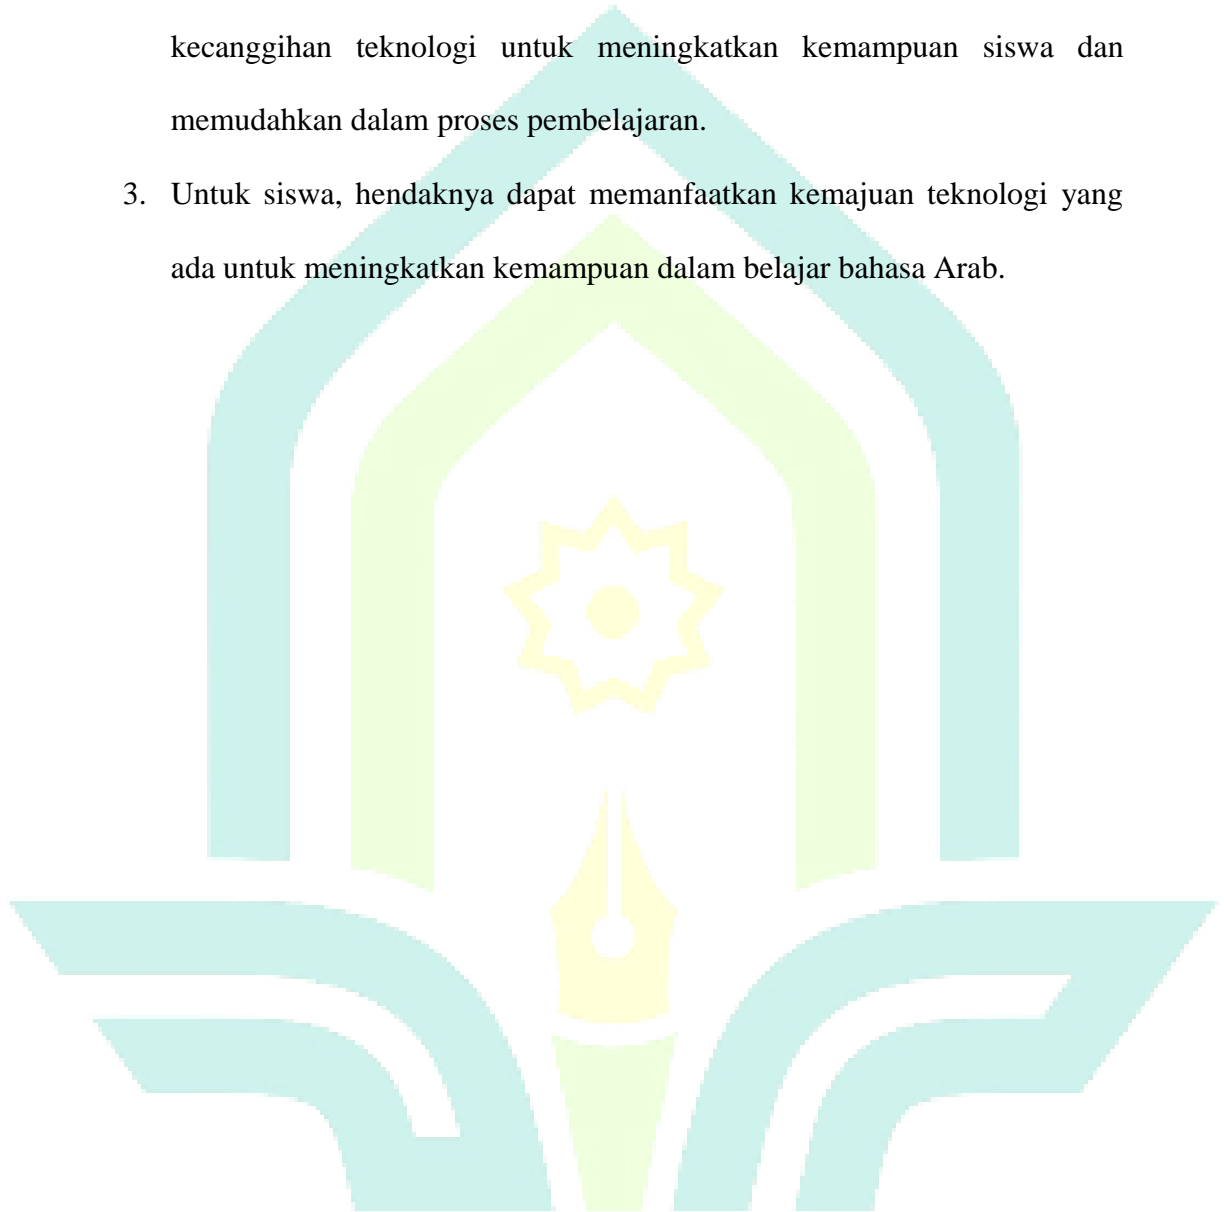 kecanggihan teknologi untuk meningkatkan kemampuan siswa dan
memudahkan dalam proses pembelajaran.
3. Untuk siswa, hendaknya dapat memanfaatkan kemajuan teknologi yang
ada untuk meningkatkan kemampuan dalam belajar bahasa Arab.